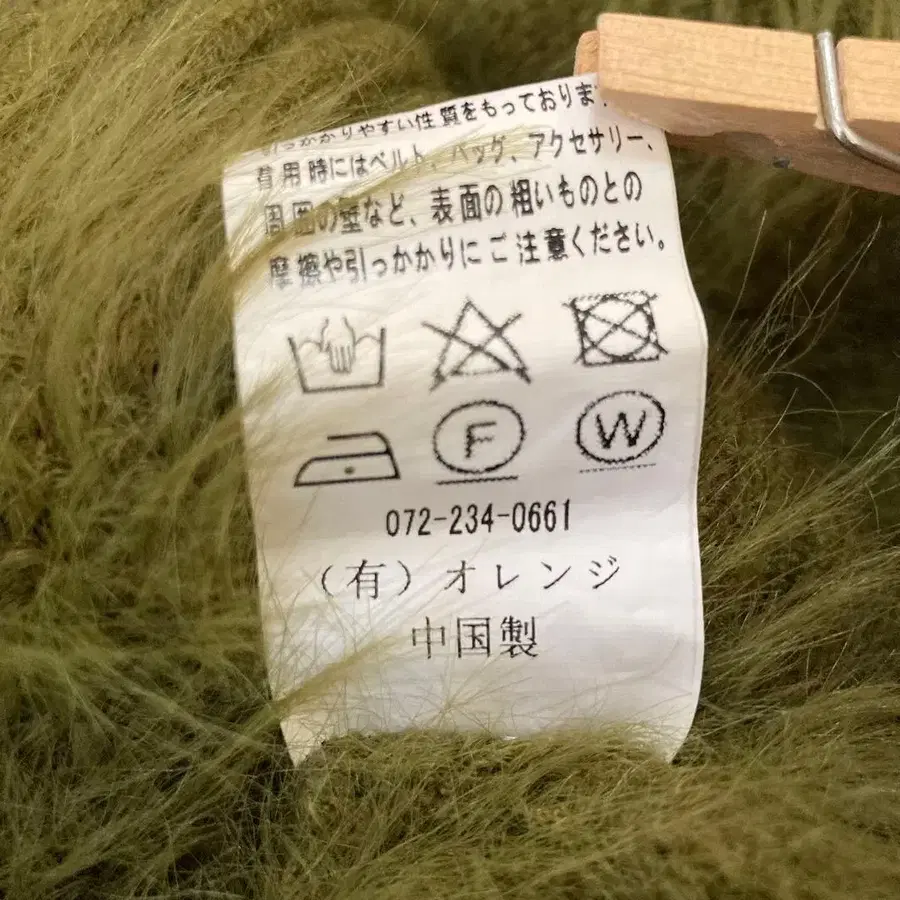 引っかかりやすい性質をもっております
着用時にはベルト、バッグ、アクセサリー、
周囲の壁など、表面の粗いものとの
摩擦や引っかかりにご注意ください。
F
W
072-234-0661
(有)オレンジ
中国製